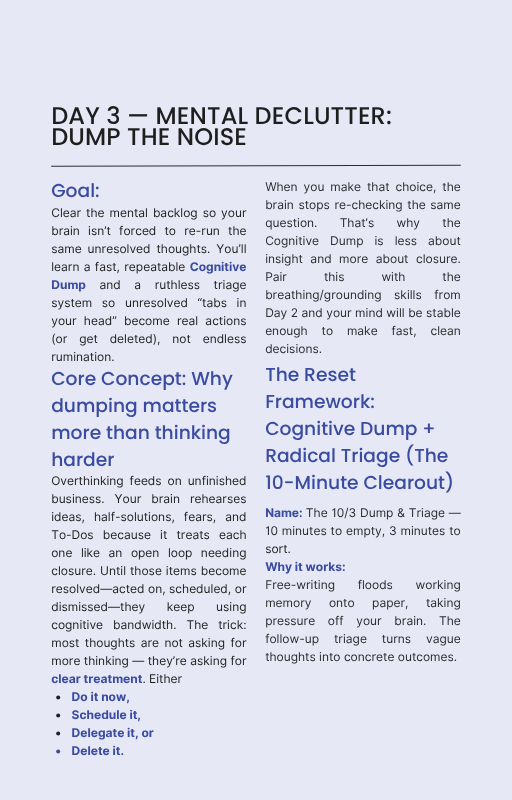 DAY 3 — MENTAL DECLUTTER:
DUMP THE NOISE
Goal:
Clear the mental backlog so your
brain isn’t forced to re-run the
same unresolved thoughts. You’ll
learn a fast, repeatable Cognitive
Dump and a ruthless triage
system so unresolved “tabs in
your head” become real actions
(or get deleted), not endless
rumination.
Core Concept: Why
dumping matters
more than thinking
harder
Overthinking feeds on unfinished
business. Your brain rehearses
ideas, half-solutions, fears, and
To-Dos because it treats each
one like an open loop needing
closure. Until those items become
resolved—acted on, scheduled, or
dismissed—they keep using
cognitive bandwidth. The trick:
most thoughts are not asking for
more thinking — they’re asking for
clear treatment. Either
• Do it now,
• Schedule it,
• Delegate it, or
• Delete it.
When you make that choice, the
brain stops re-checking the same
question. That’s why the
Cognitive Dump is less about
insight and more about closure.
Pair this with the
breathing/grounding skills from
Day 2 and your mind will be stable
enough to make fast, clean
decisions.
The Reset
Framework:
Cognitive Dump +
Radical Triage (The
10-Minute Clearout)
Name: The 10/3 Dump & Triage —
10 minutes to empty, 3 minutes to
sort.
Why it works:
Free-writing floods working
memory onto paper, taking
pressure off your brain. The
follow-up triage turns vague
thoughts into concrete outcomes.